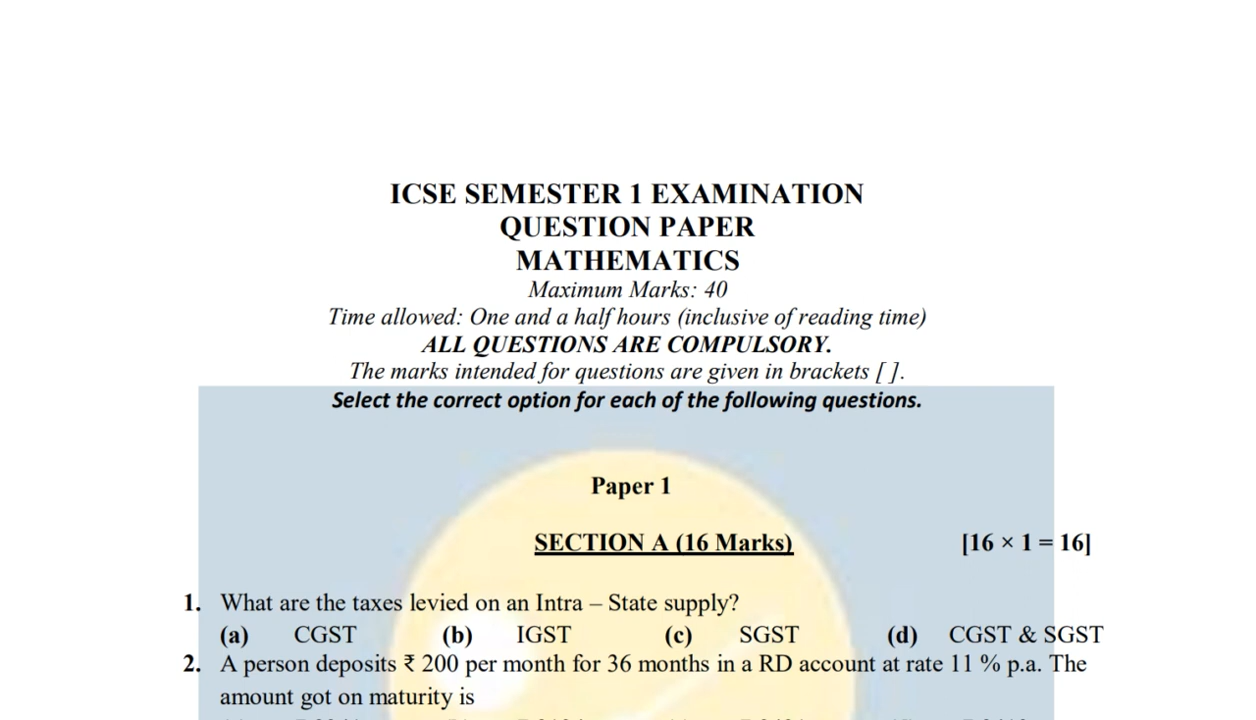 ICSE SEMESTER 1 EXAMINATION
QUESTION PAPER
MATHEMATICS
Maximum Marks: 40
Time allowed: One and a half hours (inclusive of reading time)
ALL QUESTIONS ARE COMPULSORY.
The marks intended for questions are given in brackets [ ].
Select the correct option for each of the following questions.
Paper 1
SECTION A (16 Marks) [16 × 1 = 16]
1. What are the taxes levied on an Intra – State supply?
(a) CGST (b) IGST (c) SGST (d) CGST & SGST
2. A person deposits ₹ 200 per month for 36 months in a RD account at rate 11 % p.a. The
amount got on maturity is